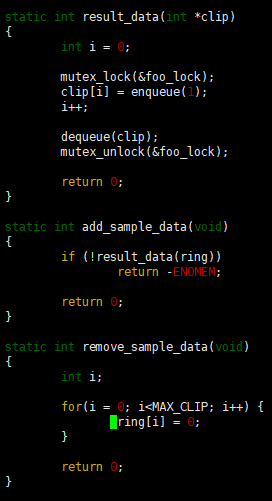 static int result_data(int *clip)
{
        int i = 0;

        mutex_lock(&foo_lock);
        clip[i] = enqueue(1);
        i++;

        dequeue(clip);
        mutex_unlock(&foo_lock);

        return 0;
}

static int add_sample_data(void)
{
        if (!result_data(ring))
                return -ENOMEM;

        return 0;
}

static int remove_sample_data(void)
{
        int i;

        for(i = 0; i<MAX_CLIP; i++) {
                ring[i] = 0;
        }

        return 0;
}